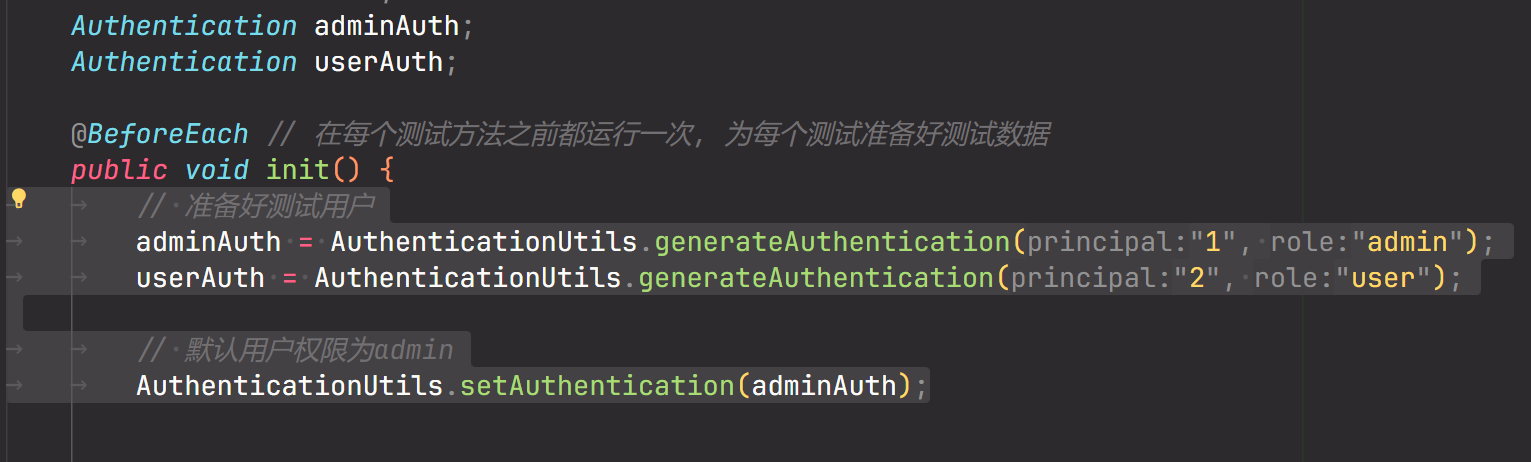 Authentication adminAuth;
Authentication userAuth;
@BeforeEach // 在每个测试方法之前都运行一次, 为每个测试准备好测试数据
public void init() {
// 准备好测试用户
adminAuth = AuthenticationUtils.generateAuthentication(principal:"1", role:"admin");
userAuth = AuthenticationUtils.generateAuthentication(principal:"2", role:"user");
// 默认用户权限为admin
AuthenticationUtils.setAuthentication(adminAuth);